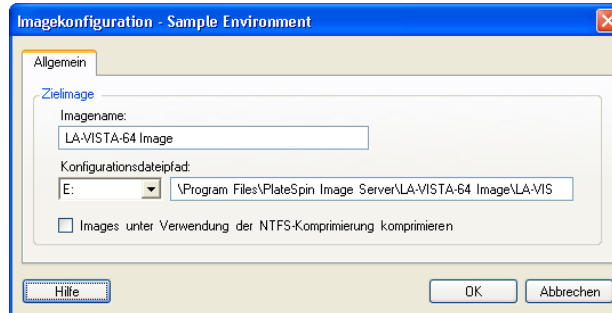 Imagekonfiguration - Sample Environment
Allgemein
Zielimage
Imagename:
LA-VISTA-64 Image
Konfigurationsdateipfad:
E: \Program Files\PlateSpin Image Server\LA-VISTA-64 Image\LA-VIS
Images unter Verwendung der NTFS-Komprimierung komprimieren
Hilfe OK Abbrechen